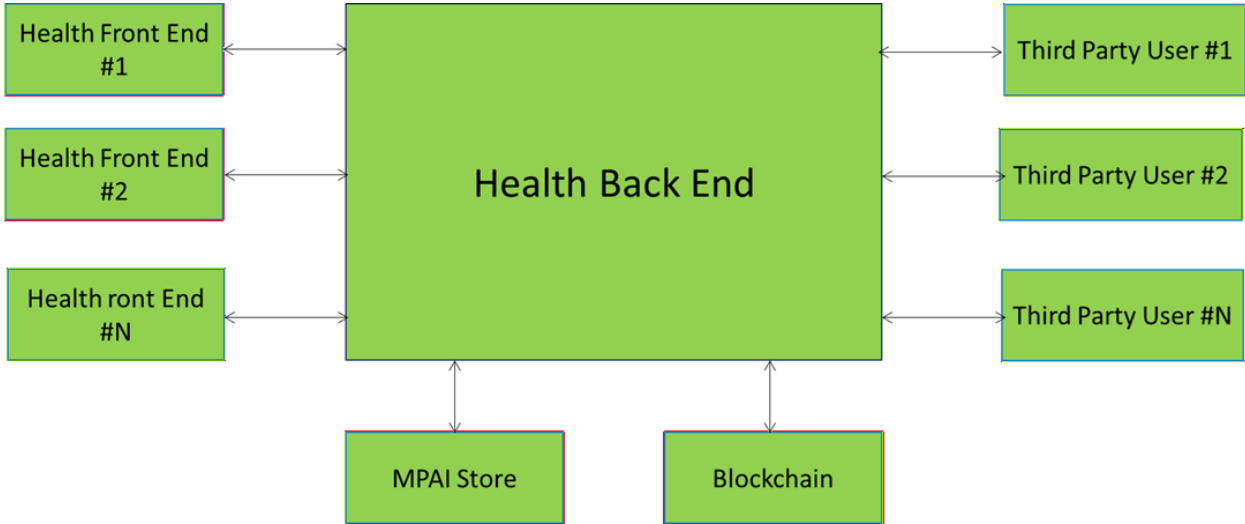 Health Front End
#1
Health Front End
#2
Health ront End
#N
Health Back End
Third Party User #1
Third Party User #2
Third Party User #N
MPAI Store
Blockchain